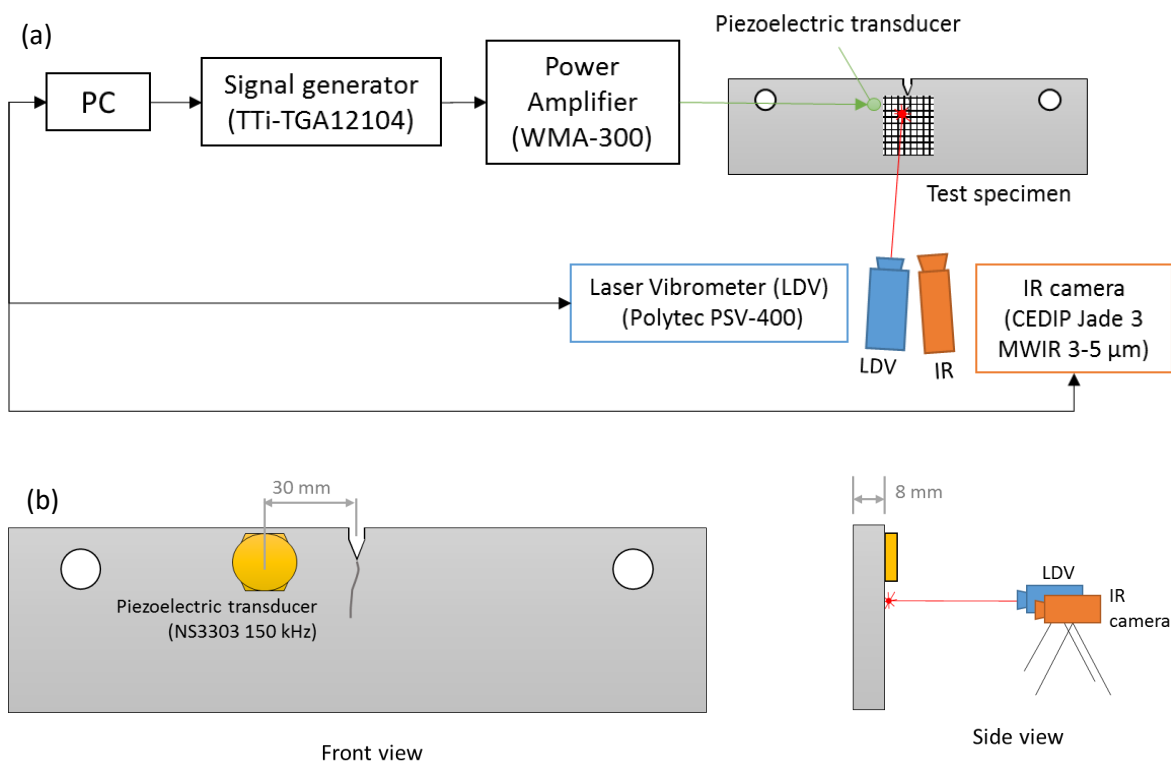 (a)
Piezoelectric transducer
PC
Signal generator
(TTi-TGA12104)
Power
Amplifier
(WMA-300)
Test specimen
Laser Vibrometer (LDV)
(Polytec PSV-400)
LDV
IR
IR camera
(CEDIP Jade 3
MWIR 3-5 µm)
(b)
30 mm
Piezoelectric transducer
(NS3303 150 kHz)
Front view
8 mm
LDV
IR
camera
Side view